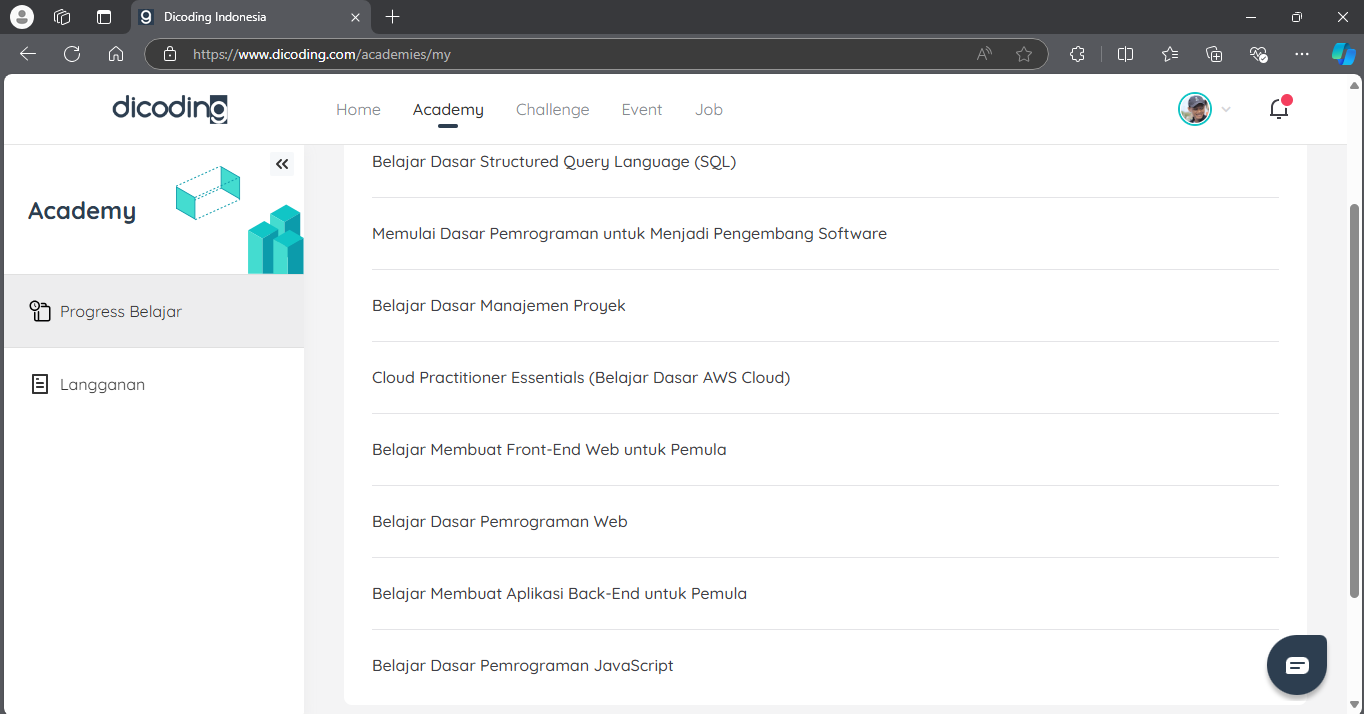 Dicoding Indonesia
https://www.dicoding.com/academies/my
dicoding
Home
Academy
Challenge
Event
Job
Academy
Progress Belajar
Langganan
Belajar Dasar Structured Query Language (SQL)
Memulai Dasar Pemrograman untuk Menjadi Pengembang Software
Belajar Dasar Manajemen Proyek
Cloud Practitioner Essentials (Belajar Dasar AWS Cloud)
Belajar Membuat Front-End Web untuk Pemula
Belajar Dasar Pemrograman Web
Belajar Membuat Aplikasi Back-End untuk Pemula
Belajar Dasar Pemrograman JavaScript